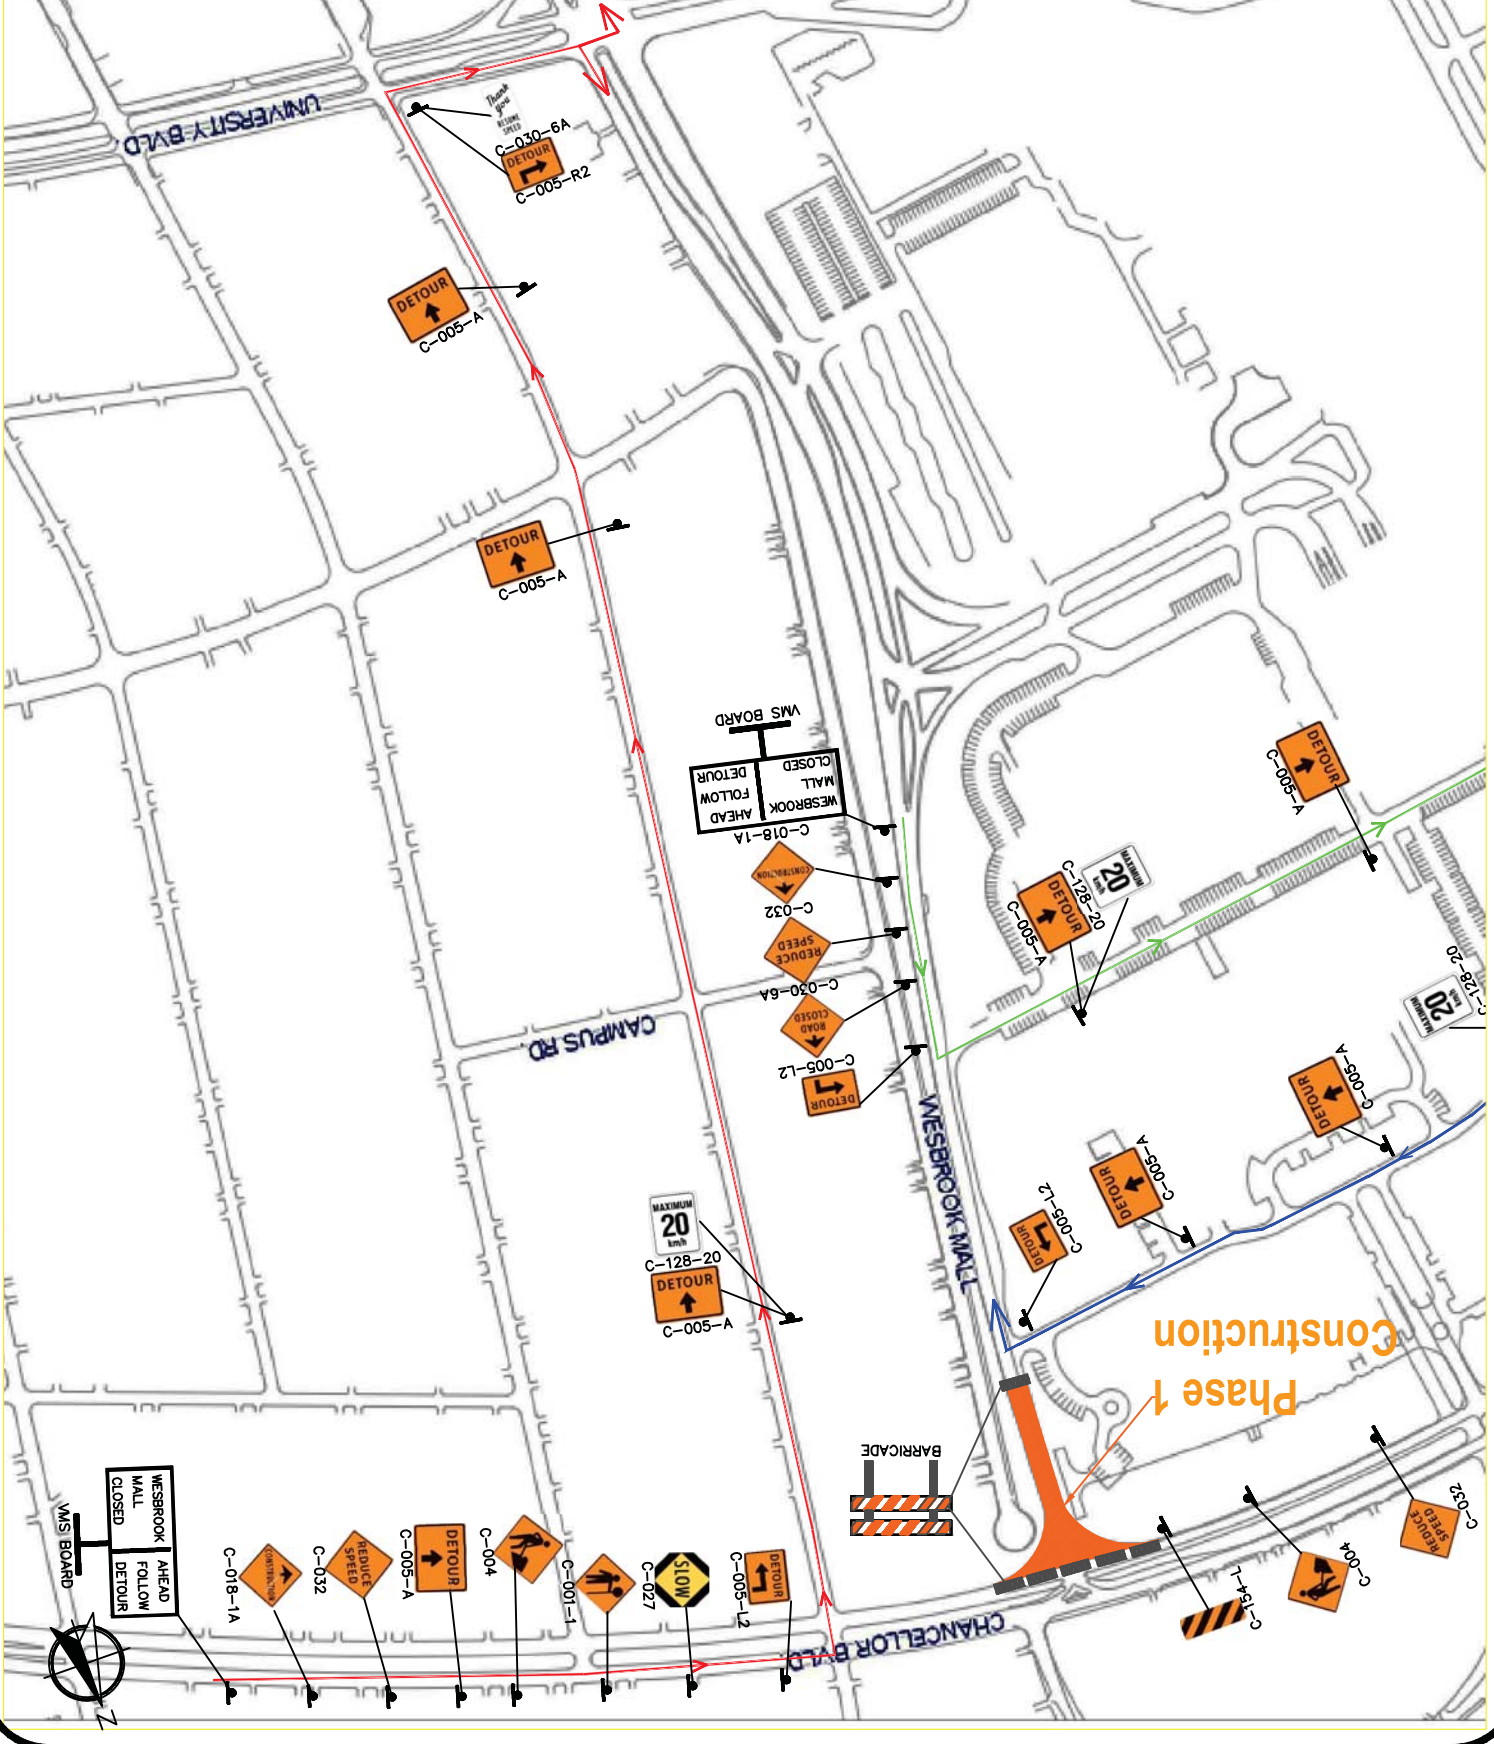 UNIVERSITY BVLD.
Thank
you
RESUME
SPEED
C-030-6A
DETOUR
C-005-R2
DETOUR
C-005-A
DETOUR
C-005-A
VMS BOARD
WESBROOK
MALL
CLOSED
AHEAD
FOLLOW
DETOUR
C-018-1A
CONSTRUCTION
C-032
REDUCE
SPEED
C-030-6A
ROAD
CLOSED
C-005-L2
DETOUR
DETOUR
C-005-A
C-128-20
MAXIMUM
20
km/h
DETOUR
C-005-A
C-128-20
MAXIMUM
20
km/h
CAMPUS RD.
WESBROOK MALL
DETOUR
C-005-A
DETOUR
C-005-A
DETOUR
C-005-L2
MAXIMUM
20
km/h
C-128-20
DETOUR
C-005-A
Phase 1
Construction
BARRICADE
VMS BOARD
WESBROOK
MALL
CLOSED
AHEAD
FOLLOW
DETOUR
C-018-1A
CONSTRUCTION
C-032
REDUCE
SPEED
C-005-A
DETOUR
C-004
C-001-1
C-027
SLOW
C-005-L2
DETOUR
CHANCELLOR BVLD.
C-154-L
C-004
REDUCE
SPEED
C-032
N